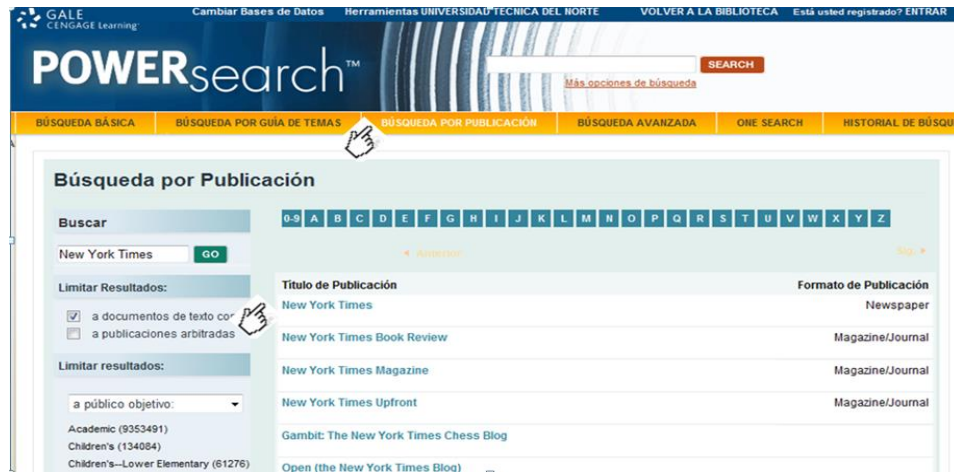 GALE
CENGAGE Learning
Cambiar Bases de Datos Herramientas UNIVERSIDAD TECNICA DEL NORTE VOLVER A LA BIBLIOTECA Está usted registrado? ENTRAR
POWERsearch™
SEARCH
Más opciones de búsqueda
BÚSQUEDA BÁSICA BÚSQUEDA POR GUÍA DE TEMAS BÚSQUEDA POR PUBLICACIÓN BÚSQUEDA AVANZADA ONE SEARCH HISTORIAL DE BÚSQU
Búsqueda por Publicación
Buscar
New York Times GO
Limitar Resultados:
a documentos de texto co
a publicaciones arbitradas
Limitar resultados:
a público objetivo:
Academic (9353491)
Children's (134084)
Children's--Lower Elementary (61276)
0-9 A B C D E F G H I J K L M N O P Q R S T U V W X Y Z
Anterior Sig.
Título de Publicación Formato de Publicación
New York Times Newspaper
New York Times Book Review Magazine/Journal
New York Times Magazine Magazine/Journal
New York Times Upfront Magazine/Journal
Gambit: The New York Times Chess Blog
Open (the New York Times Blog)